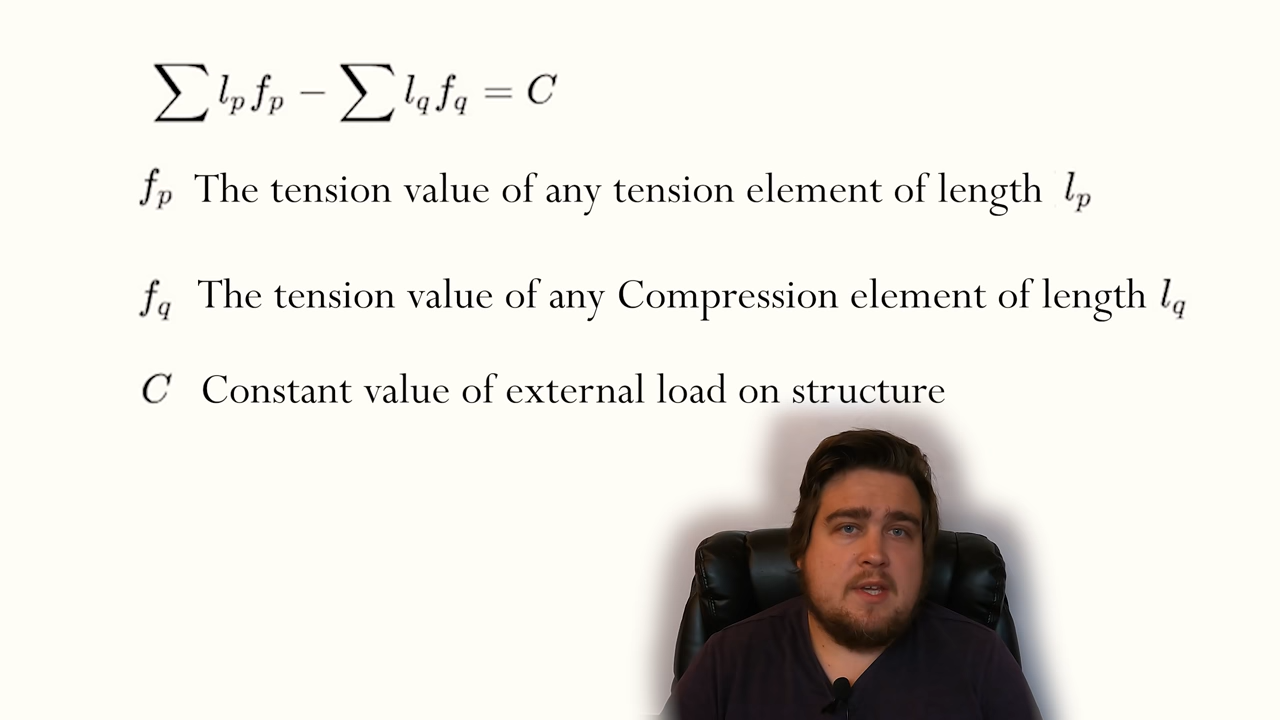 ∑ l_p f_p − ∑ l_q f_q = C
f_p The tension value of any tension element of length l_p
f_q The tension value of any Compression element of length l_q
C Constant value of external load on structure